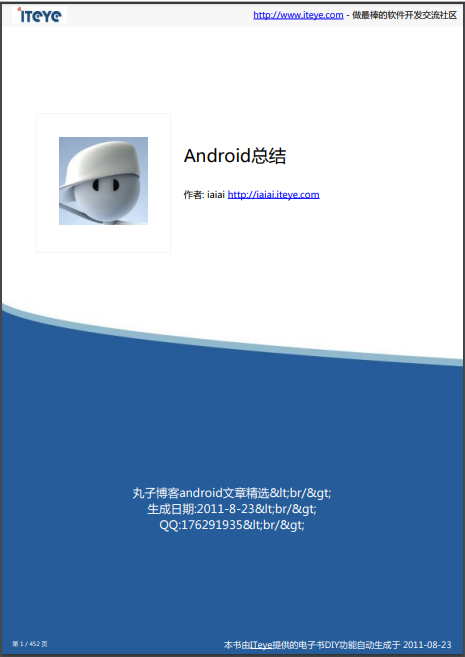 ITeye
http://www.iteye.com - 做最棒的软件开发交流社区
Android总结
作者: iaiai http://iaiai.iteye.com
丸子博客android文章精选&lt;br/&gt;
生成日期:2011-8-23&lt;br/&gt;
QQ:176291935&lt;br/&gt;
第 1 / 452 页
本书由ITeye提供的电子书DIY功能自动生成于 2011-08-23